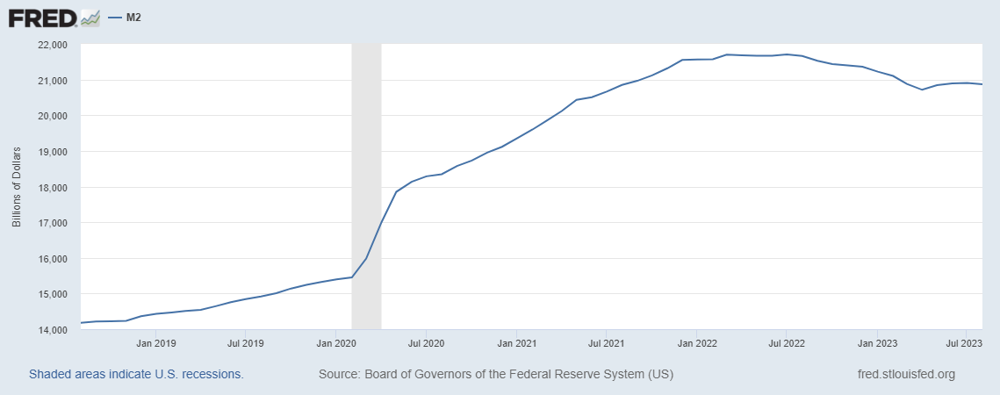 FRED M2
22,000
21,000
20,000
19,000
18,000
17,000
16,000
15,000
14,000
Billions of Dollars
Jan 2019 Jul 2019 Jan 2020 Jul 2020 Jan 2021 Jul 2021 Jan 2022 Jul 2022 Jan 2023 Jul 2023
Shaded areas indicate U.S. recessions. Source: Board of Governors of the Federal Reserve System (US) fred.stlouisfed.org